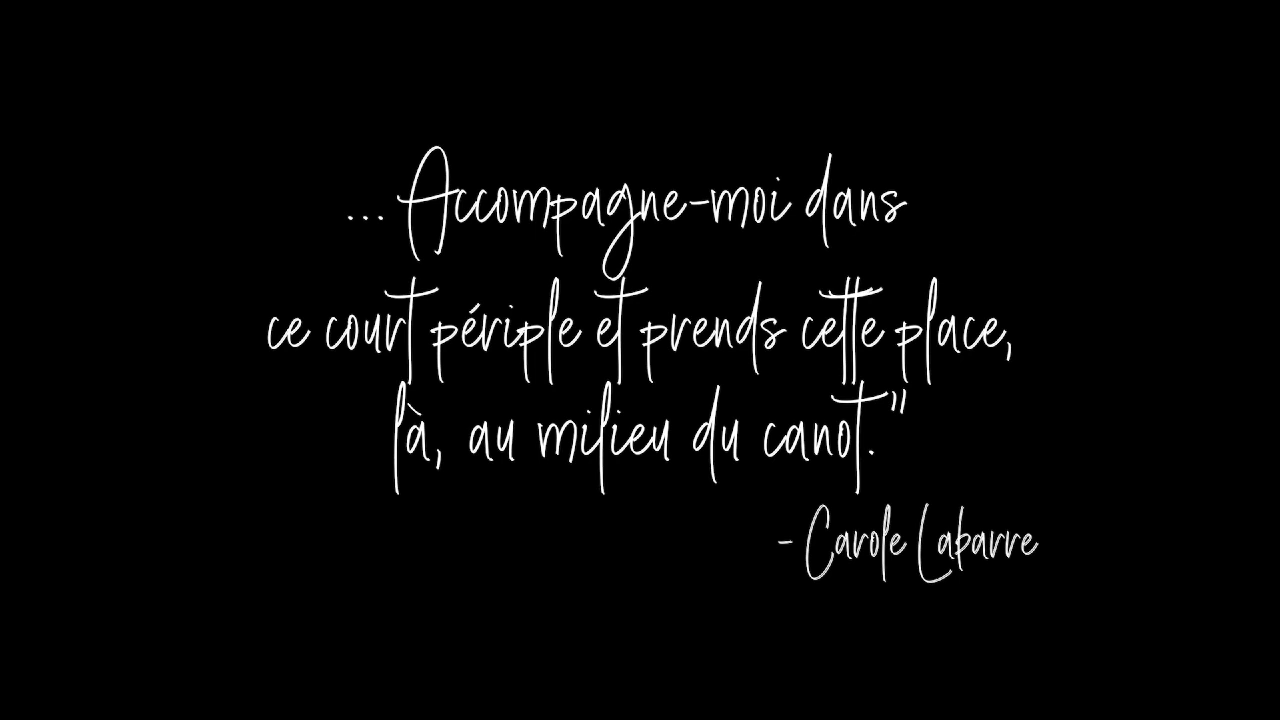 ... Accompagne-moi dans
ce court périple et prends cette place,
là, au milieu du canot."
- Carole Labarre